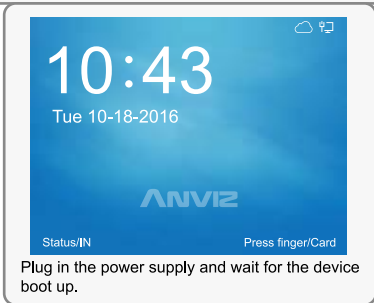 10:43
Tue 10-18-2016
ANVIZ
Status/IN Press finger/Card
Plug in the power supply and wait for the device
boot up.